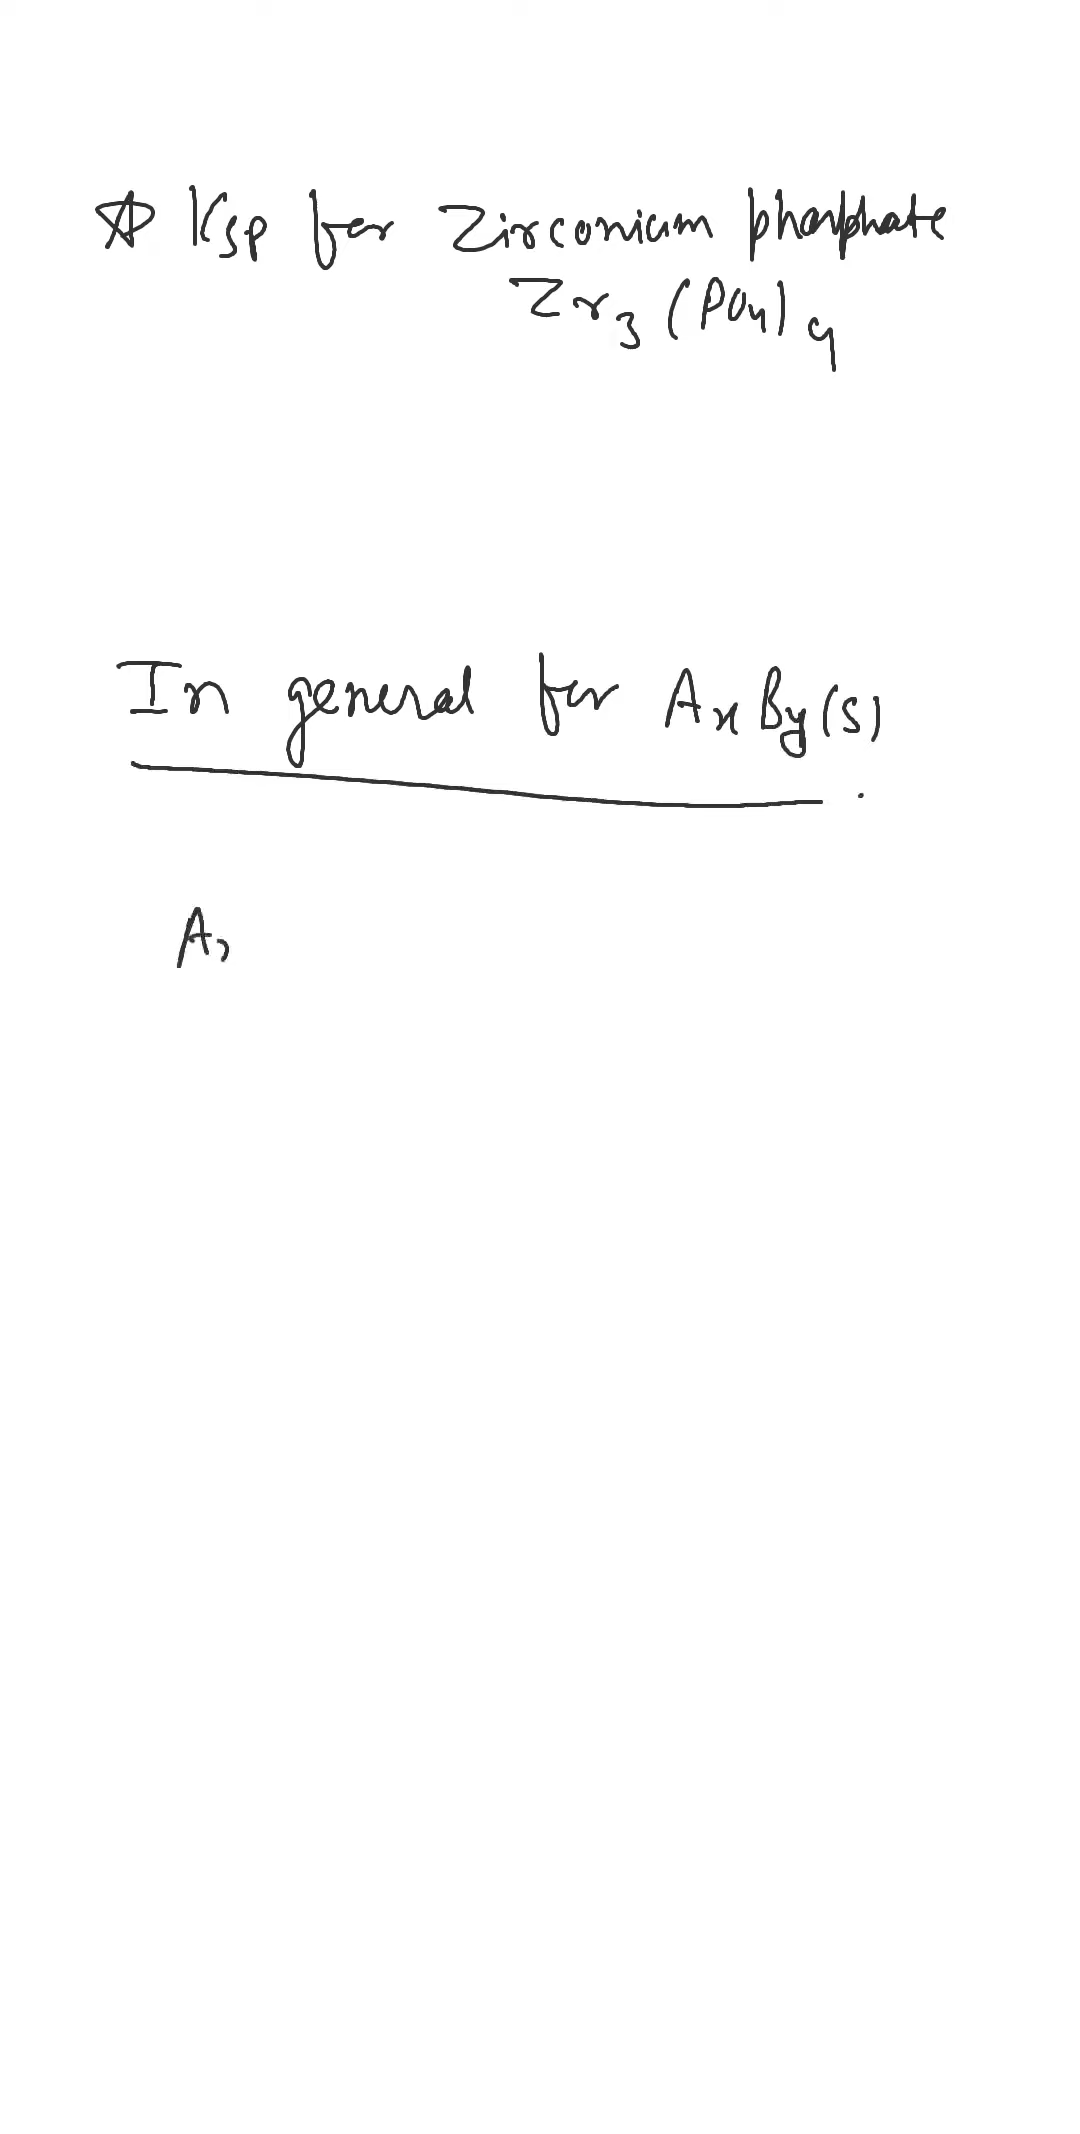 ☆ Ksp for Zirconium phosphate
Zr3 (PO4)4
In general for AxBy(s)
A